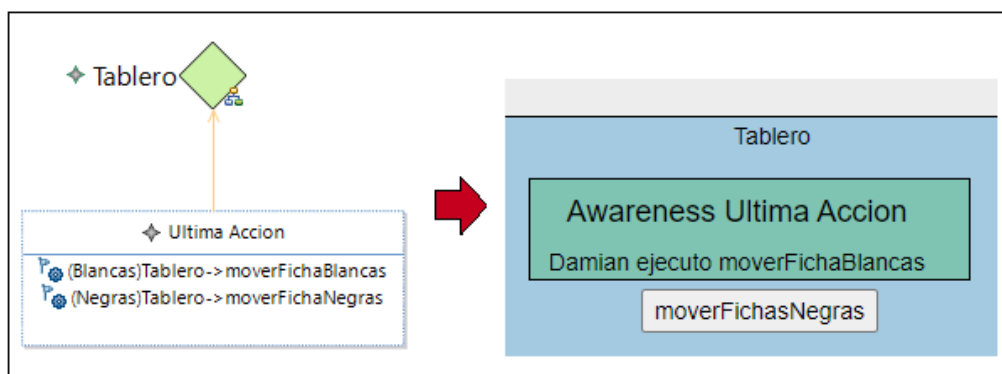 Tablero
Ultima Accion
(Blancas)Tablero->moverFichaBlancas
(Negras)Tablero->moverFichaNegras
Tablero
Awareness Ultima Accion
Damian ejecuto moverFichaBlancas
moverFichasNegras